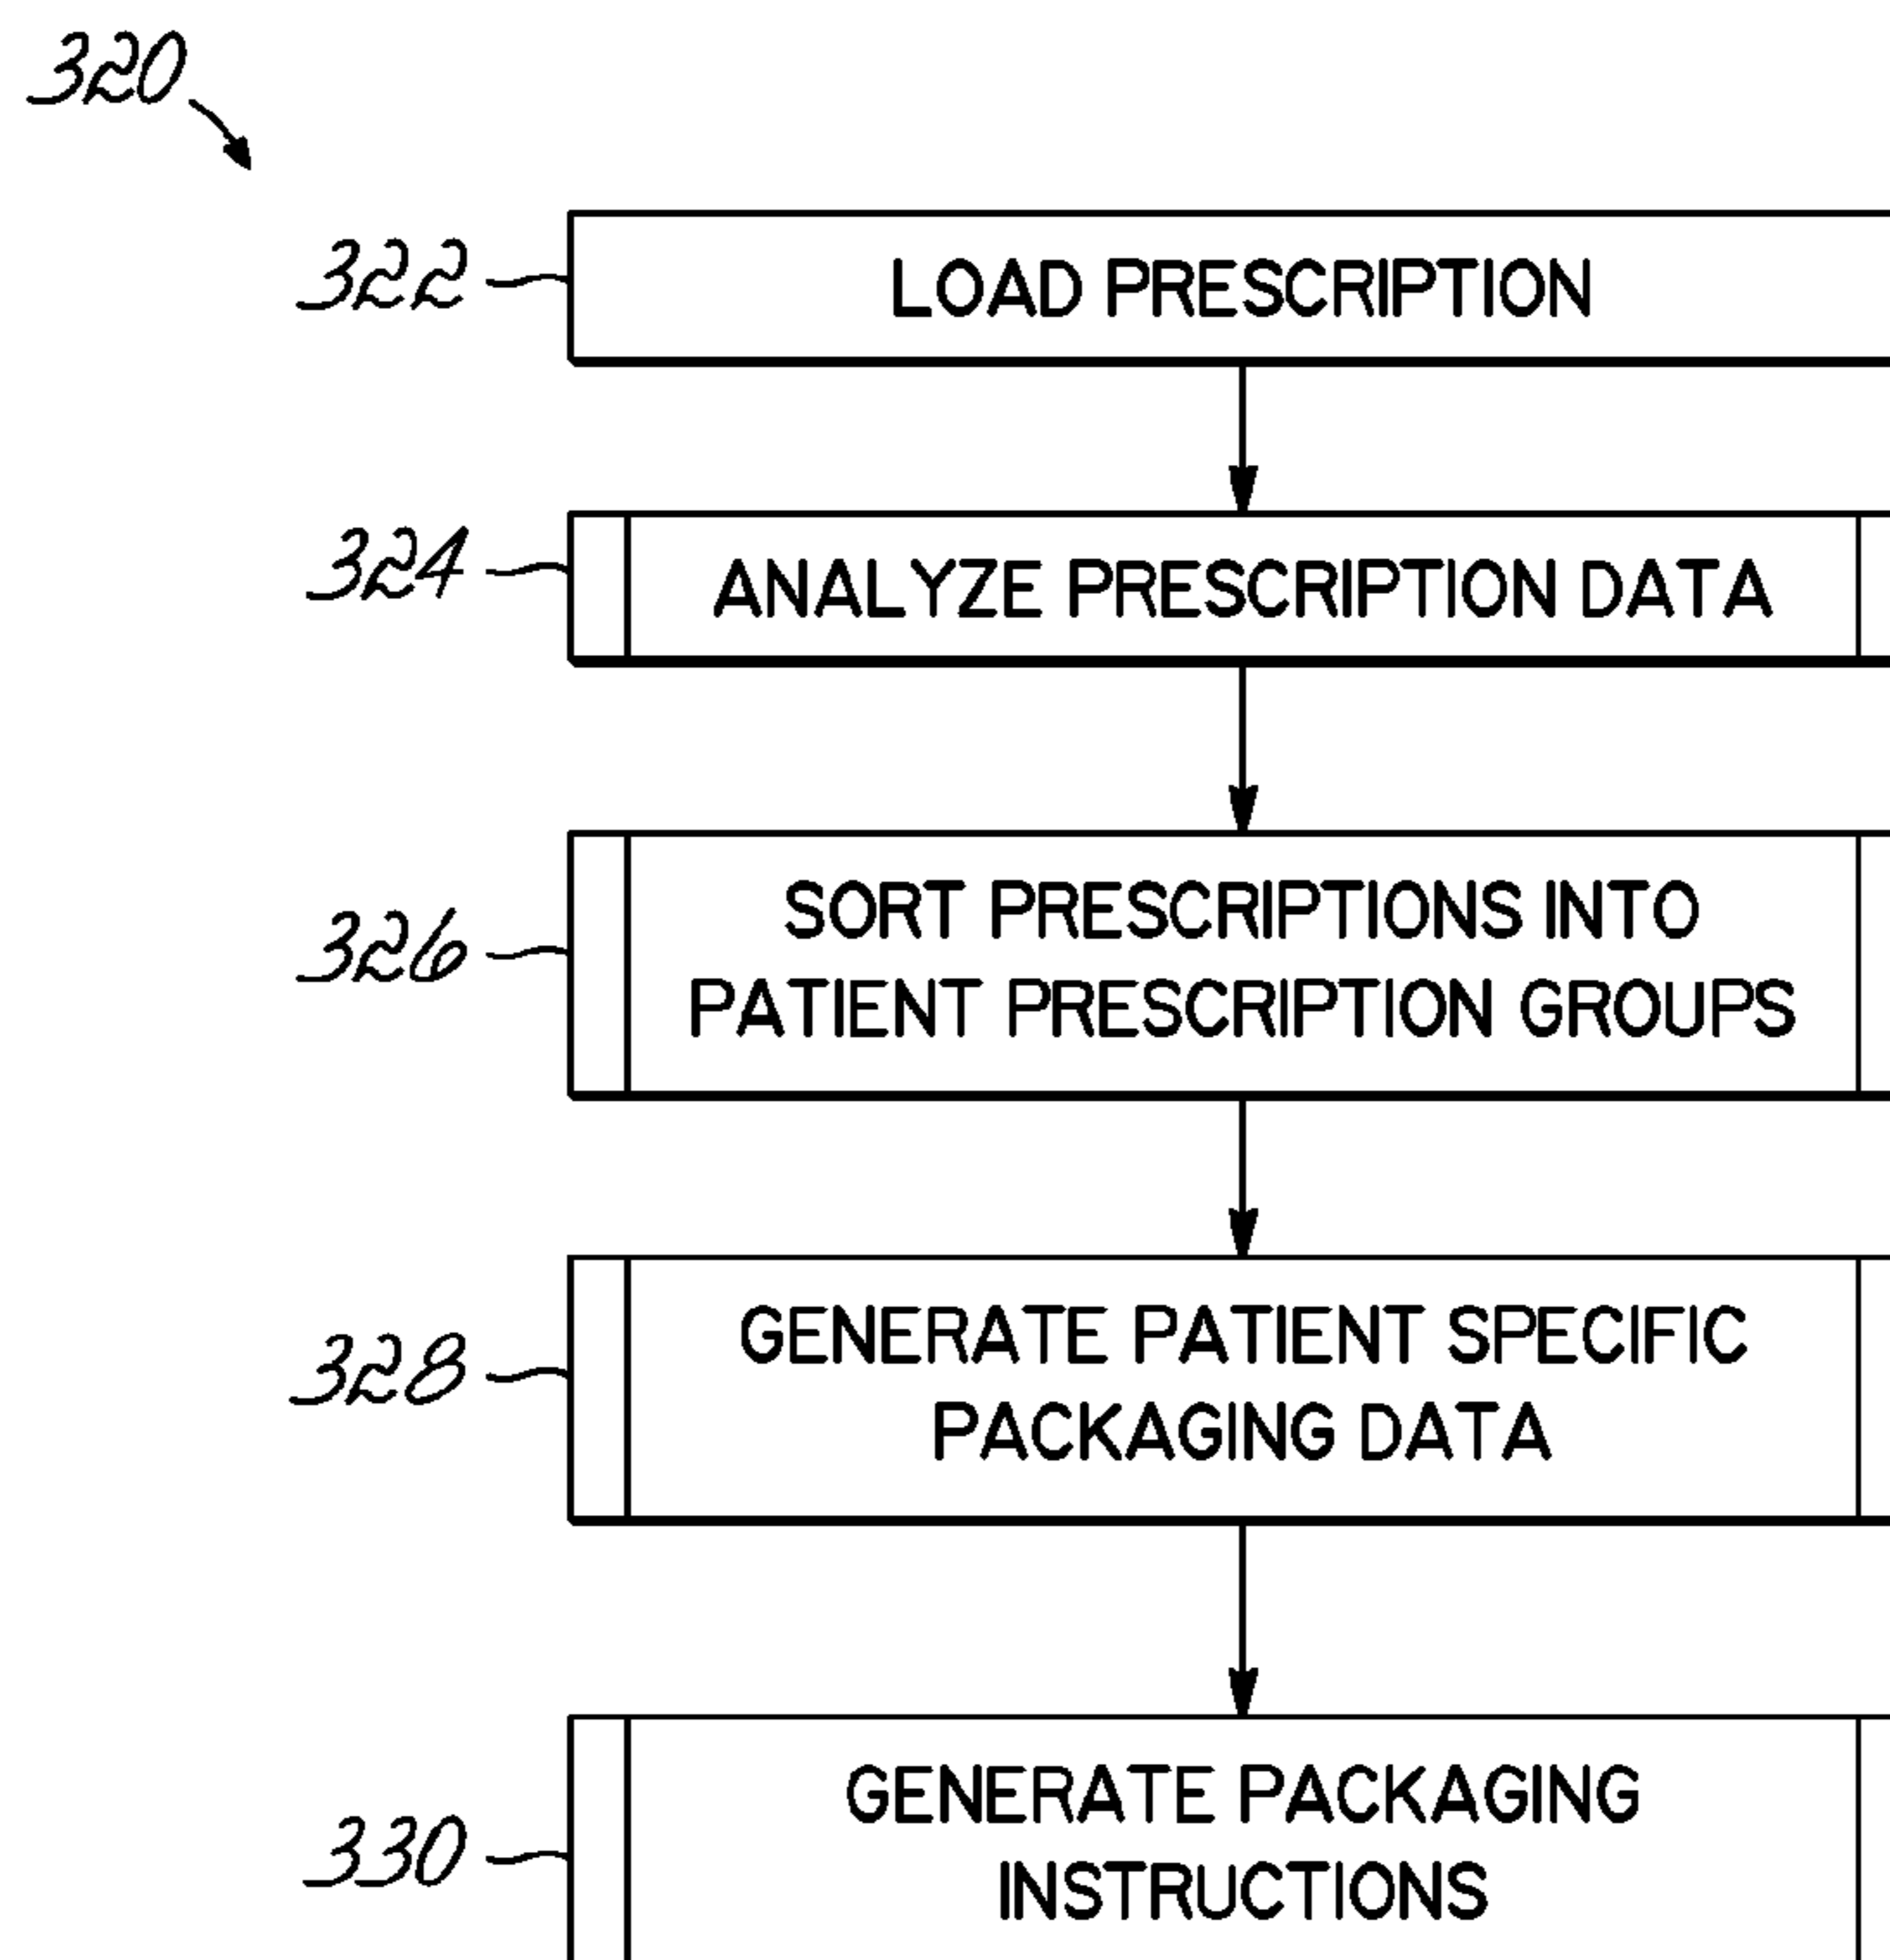 320
322
LOAD PRESCRIPTION
324
ANALYZE PRESCRIPTION DATA
326
SORT PRESCRIPTIONS INTO
PATIENT PRESCRIPTION GROUPS
328
GENERATE PATIENT SPECIFIC
PACKAGING DATA
330
GENERATE PACKAGING
INSTRUCTIONS